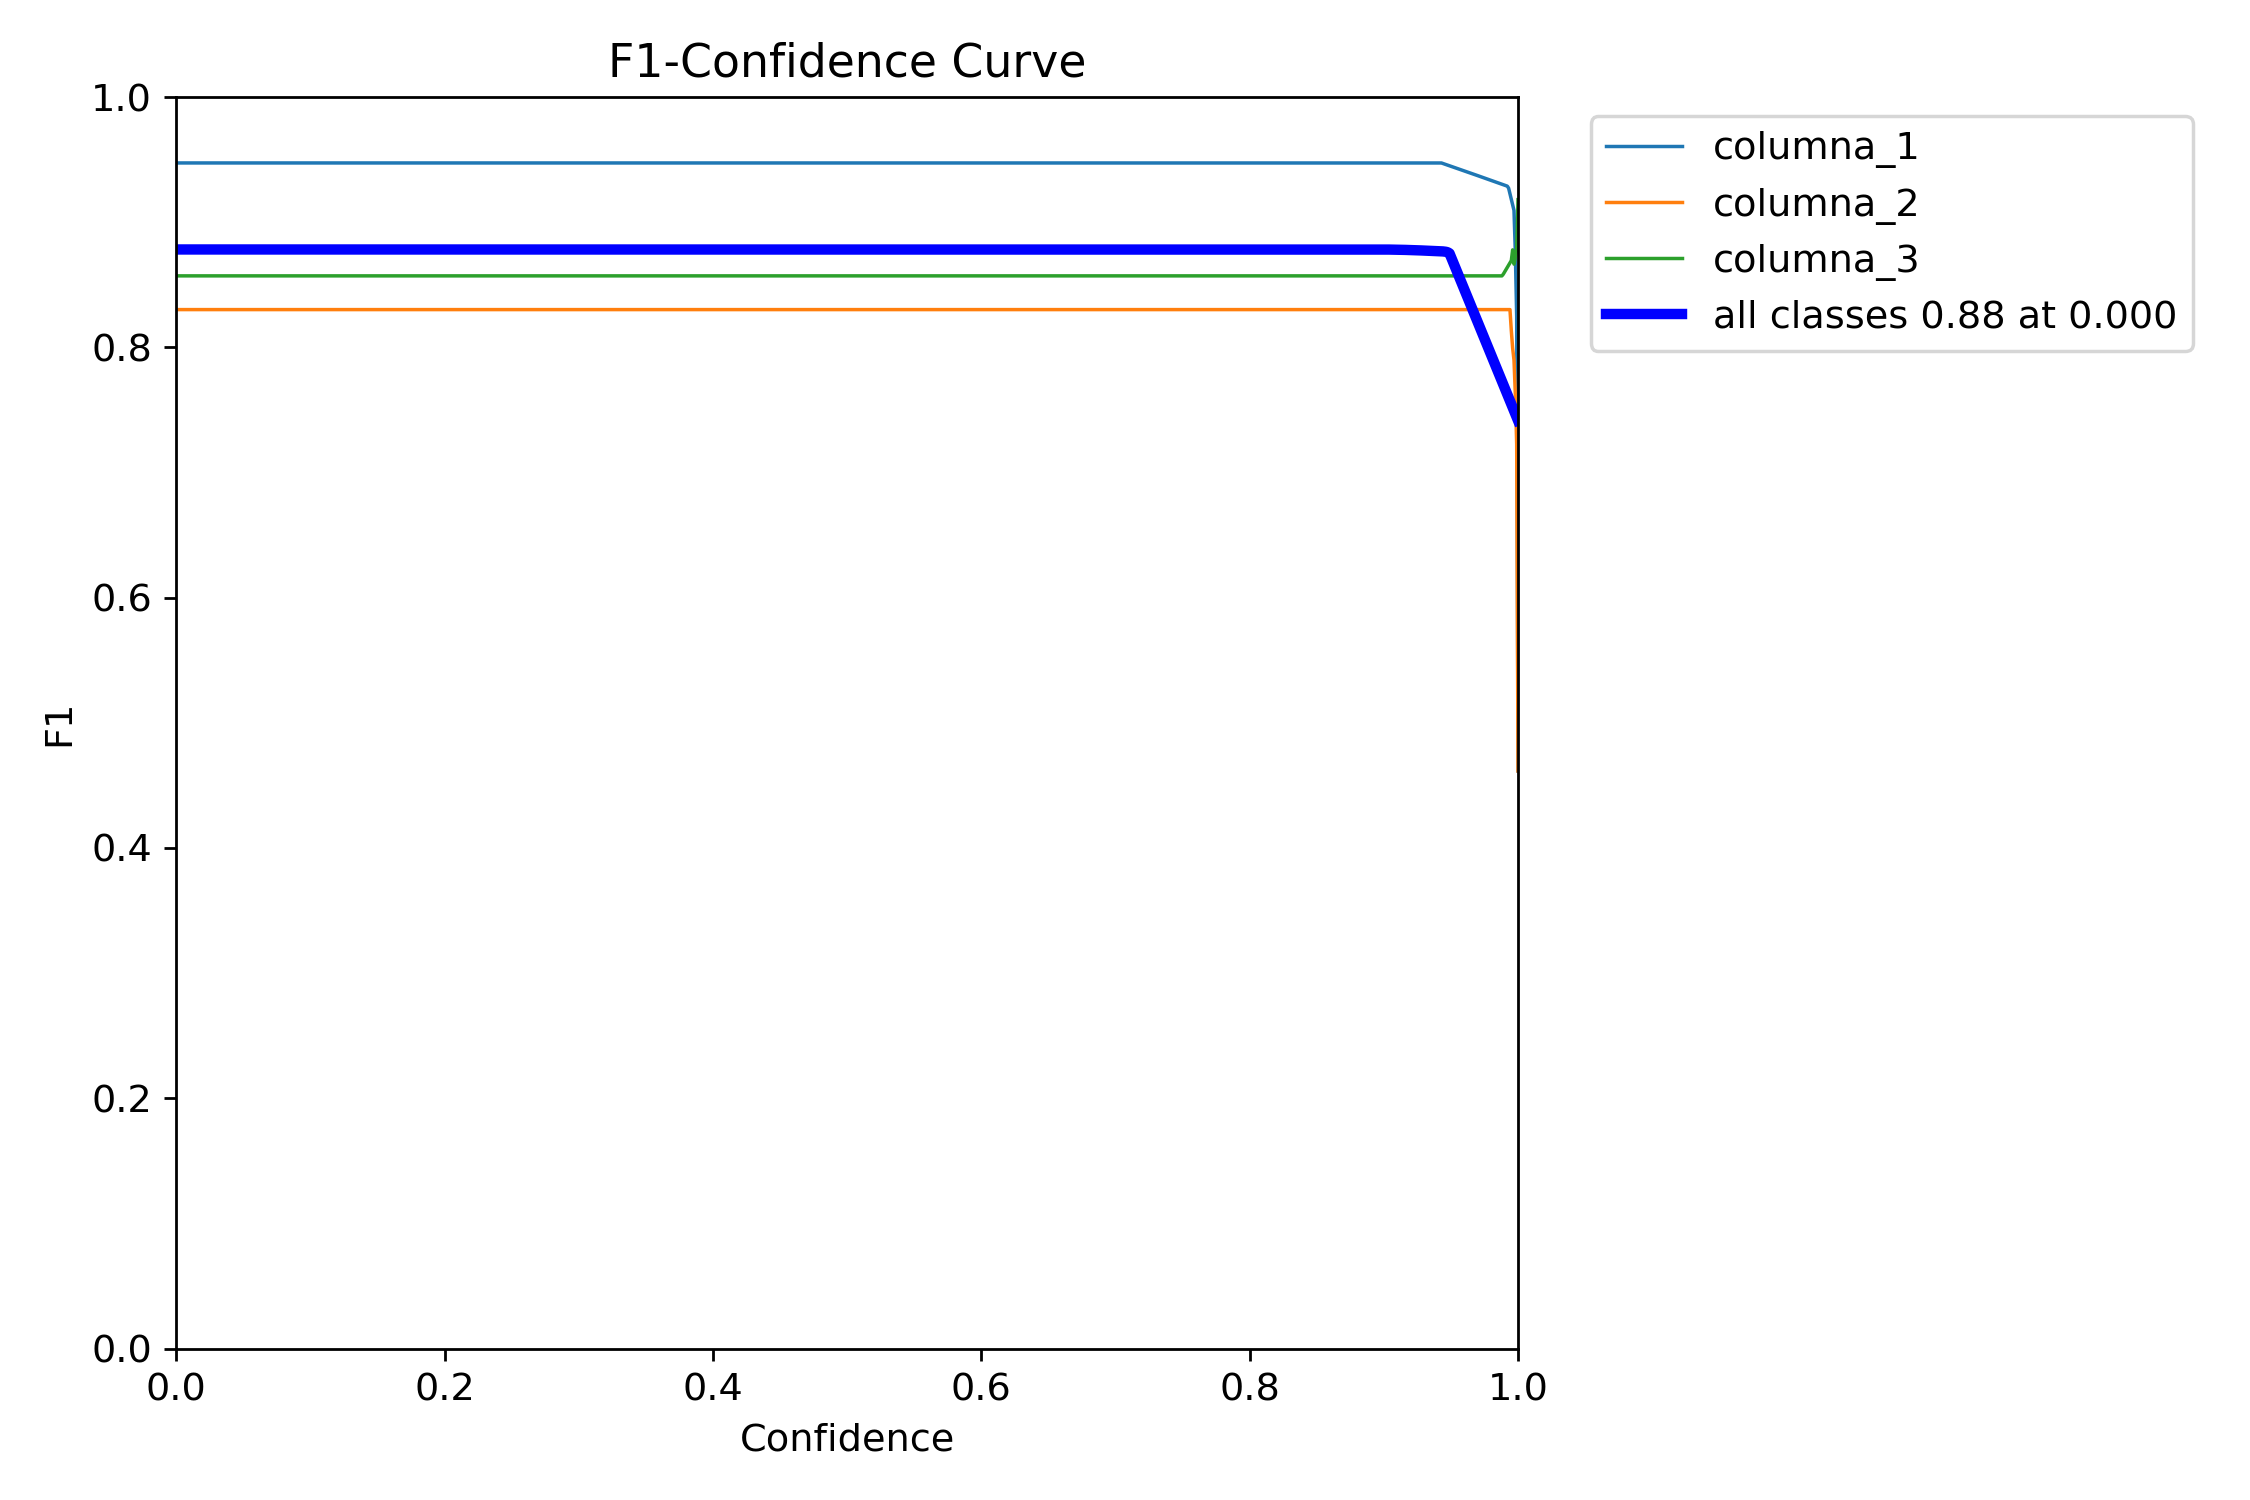 F1-Confidence Curve
1.0
0.8
0.6
0.4
0.2
0.0
F1
0.0 0.2 0.4 0.6 0.8 1.0
Confidence
columna_1
columna_2
columna_3
all classes 0.88 at 0.000